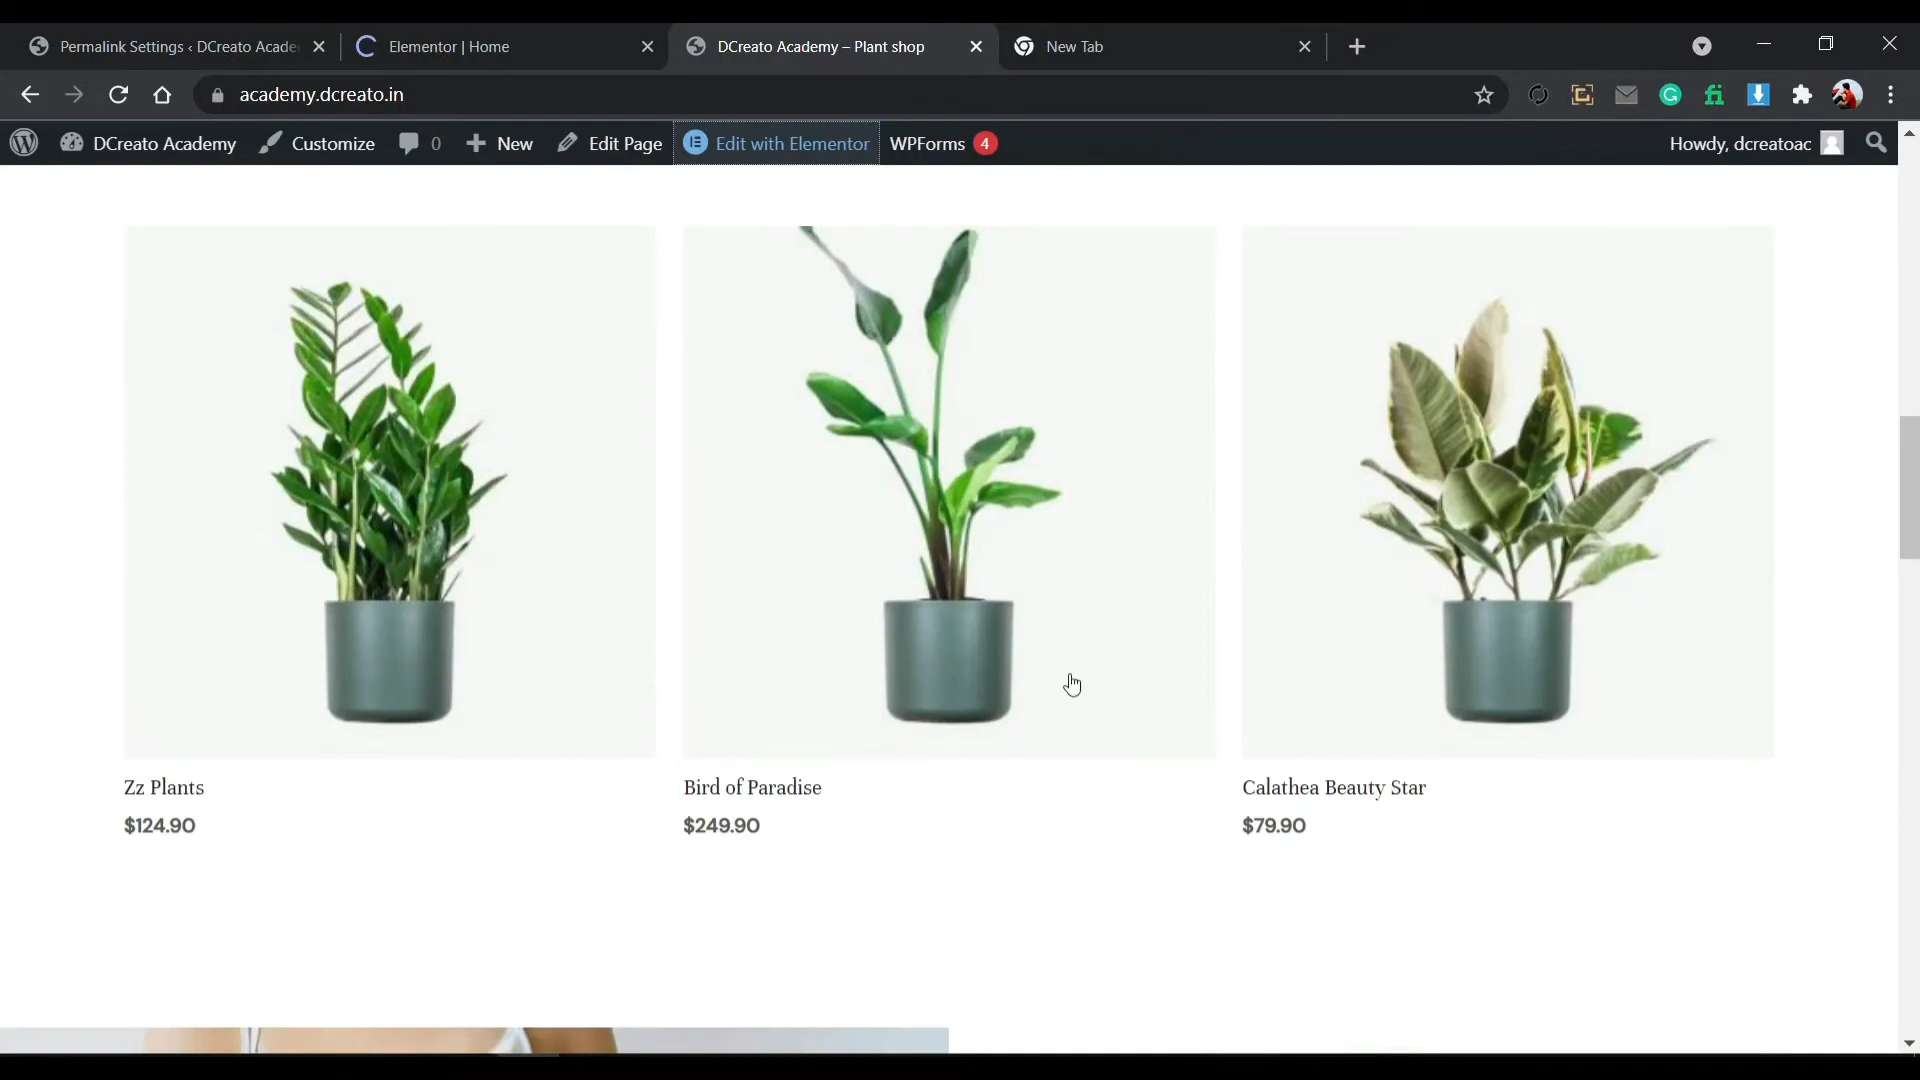 Permalink Settings ‹ DCreato Acade
Elementor | Home
DCreato Academy – Plant shop
New Tab
academy.dcreato.in
DCreato Academy
Customize
0
New
Edit Page
Edit with Elementor
WPForms 4
Howdy, dcreatoac
Zz Plants
$124.90
Bird of Paradise
$249.90
Calathea Beauty Star
$79.90